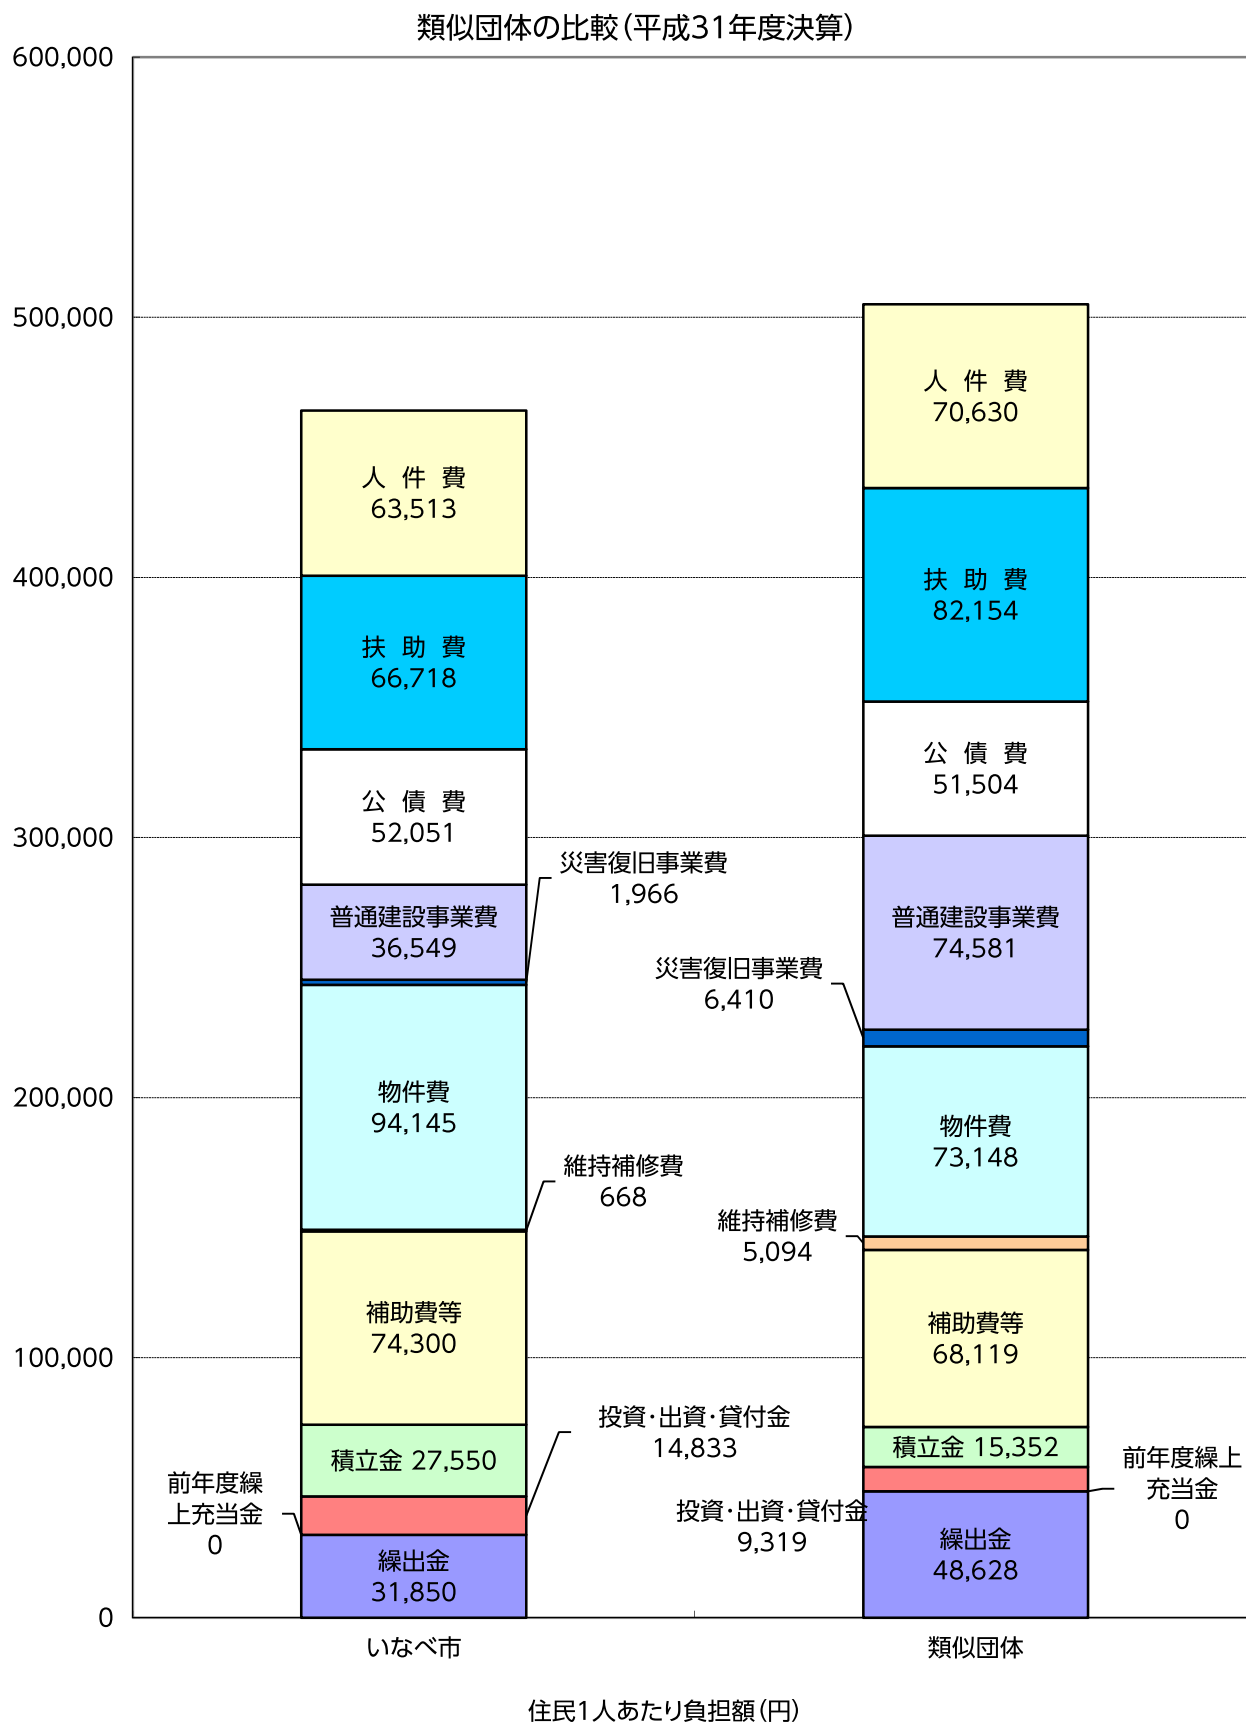 類似団体の比較（平成31年度決算）
600,000
500,000
400,000
300,000
200,000
100,000
0
人 件 費
63,513
扶 助 費
66,718
公 債 費
52,051
普通建設事業費
36,549
災害復旧事業費
1,966
物件費
94,145
維持補修費
668
補助費等
74,300
積立金 27,550
投資・出資・貸付金
14,833
前年度繰
上充当金
0
繰出金
31,850
人 件 費
70,630
扶 助 費
82,154
公 債 費
51,504
普通建設事業費
74,581
災害復旧事業費
6,410
物件費
73,148
維持補修費
5,094
補助費等
68,119
積立金 15,352
投資・出資・貸付金
9,319
前年度繰上
充当金
0
繰出金
48,628
いなべ市
類似団体
住民1人あたり負担額（円）